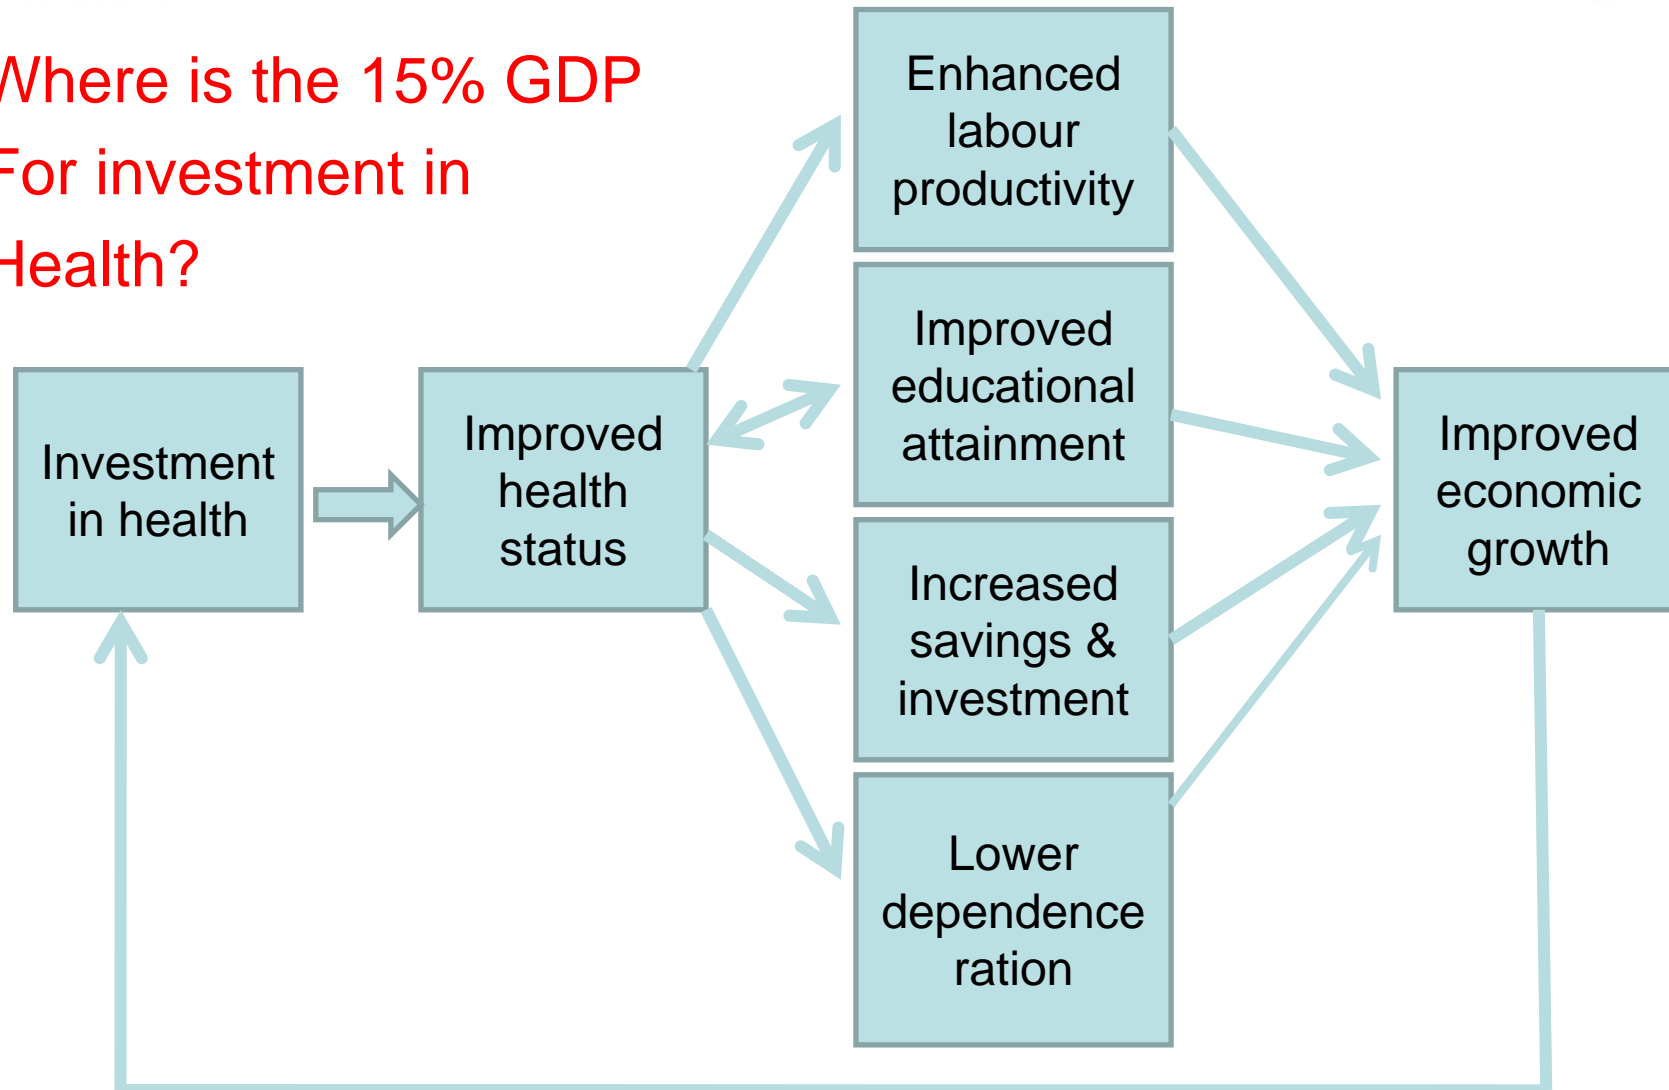 Where is the 15% GDP
For investment in
Health?
Investment
in health
Improved
health
status
Enhanced
labour
productivity
Improved
educational
attainment
Increased
savings &
investment
Lower
dependence
ration
Improved
economic
growth